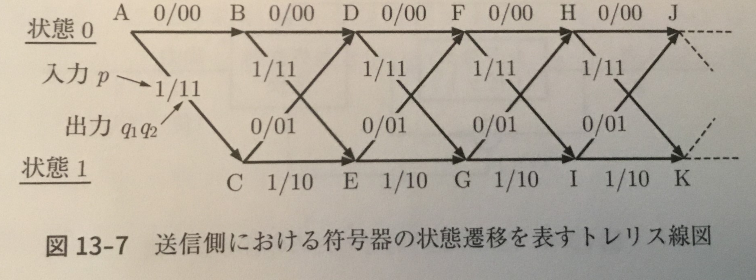 A 0/00 B 0/00 D 0/00 F 0/00 H 0/00 J
状態 0
入力 p
1/11 1/11 1/11 1/11 1/11
出力 q₁q₂
0/01 0/01 0/01 0/01
状態 1
C 1/10 E 1/10 G 1/10 I 1/10 K
図 13-7 送信側における符号器の状態遷移を表すトレリス線図